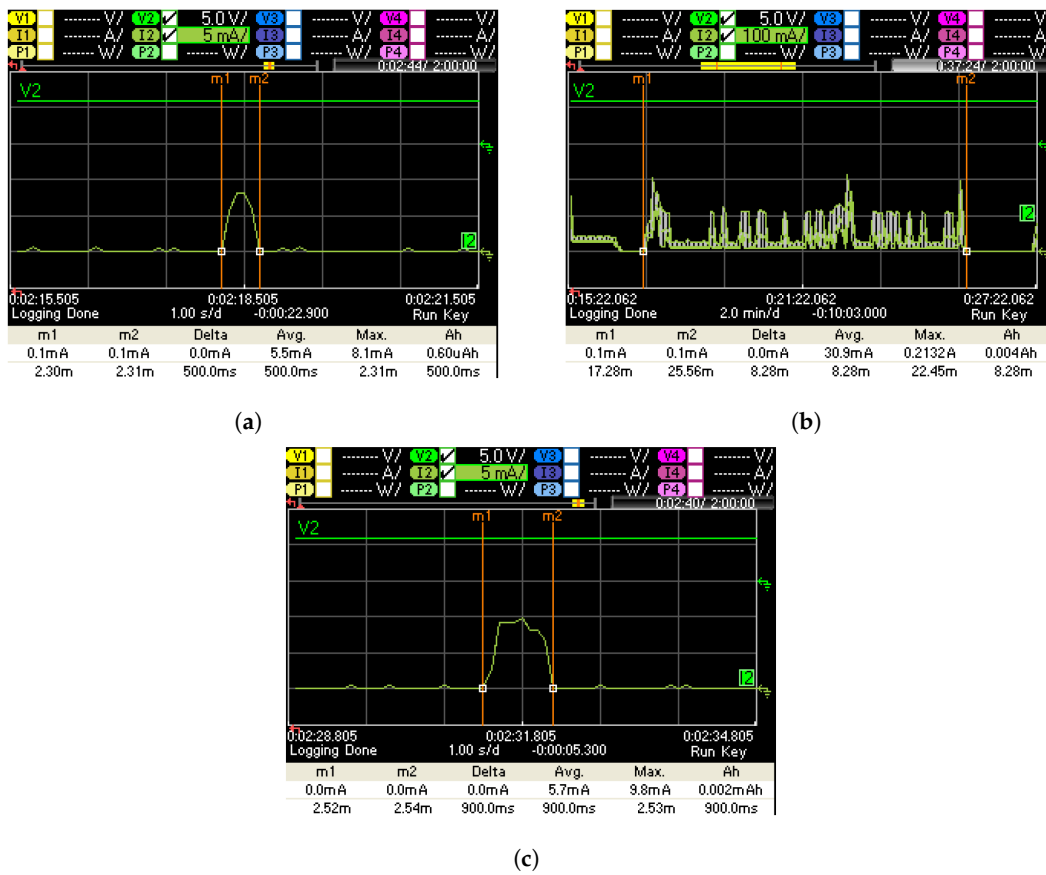 V1 ----- V/ V2 5.0 V/ V3 ----- V/ V4 ----- V/
I1 ----- A/ I2 5 mA/ I3 ----- A/ I4 ----- A/
P1 ----- W/ P2 ----- W/ P3 ----- W/ P4 ----- W/
0:02:44/ 2:00:00
m1 m2
V2
I2
0:02:15.505 0:02:18.505 0:02:21.505
Logging Done 1.00 s/d -0:00:22.900 Run Key
m1 m2 Delta Avg. Max. Ah
0.1mA 0.1mA 0.0mA 5.5mA 8.1mA 0.60uAh
2.30m 2.31m 500.0ms 500.0ms 2.31m 500.0ms
(a)
V1 ----- V/ V2 5.0 V/ V3 ----- V/ V4 ----- V/
I1 ----- A/ I2 100 mA/ I3 ----- A/ I4 ----- A/
P1 ----- W/ P2 ----- W/ P3 ----- W/ P4 ----- W/
0:37:24/ 2:00:00
m1 m2
V2
I2
0:15:22.062 0:21:22.062 0:27:22.062
Logging Done 2.0 min/d -0:10:03.000 Run Key
m1 m2 Delta Avg. Max. Ah
0.1mA 0.1mA 0.0mA 30.9mA 0.2132A 0.004Ah
17.28m 25.56m 8.28m 8.28m 22.45m 8.28m
(b)
V1 ----- V/ V2 5.0 V/ V3 ----- V/ V4 ----- V/
I1 ----- A/ I2 5 mA/ I3 ----- A/ I4 ----- A/
P1 ----- W/ P2 ----- W/ P3 ----- W/ P4 ----- W/
0:02:40/ 2:00:00
m1 m2
V2
I2
0:02:28.805 0:02:31.805 0:02:34.805
Logging Done 1.00 s/d -0:00:05.300 Run Key
m1 m2 Delta Avg. Max. Ah
0.0mA 0.0mA 0.0mA 5.7mA 9.8mA 0.002mAh
2.52m 2.54m 900.0ms 900.0ms 2.53m 900.0ms
(c)